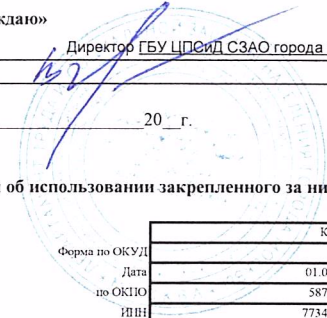 ждаю»
Директор ГБУ ЦПСиД СЗАО города
20 г.
об использовании закрепленного за ни
К
Форма по ОКУД
Дата 01.0
по ОКПО 587
ИНН 7734